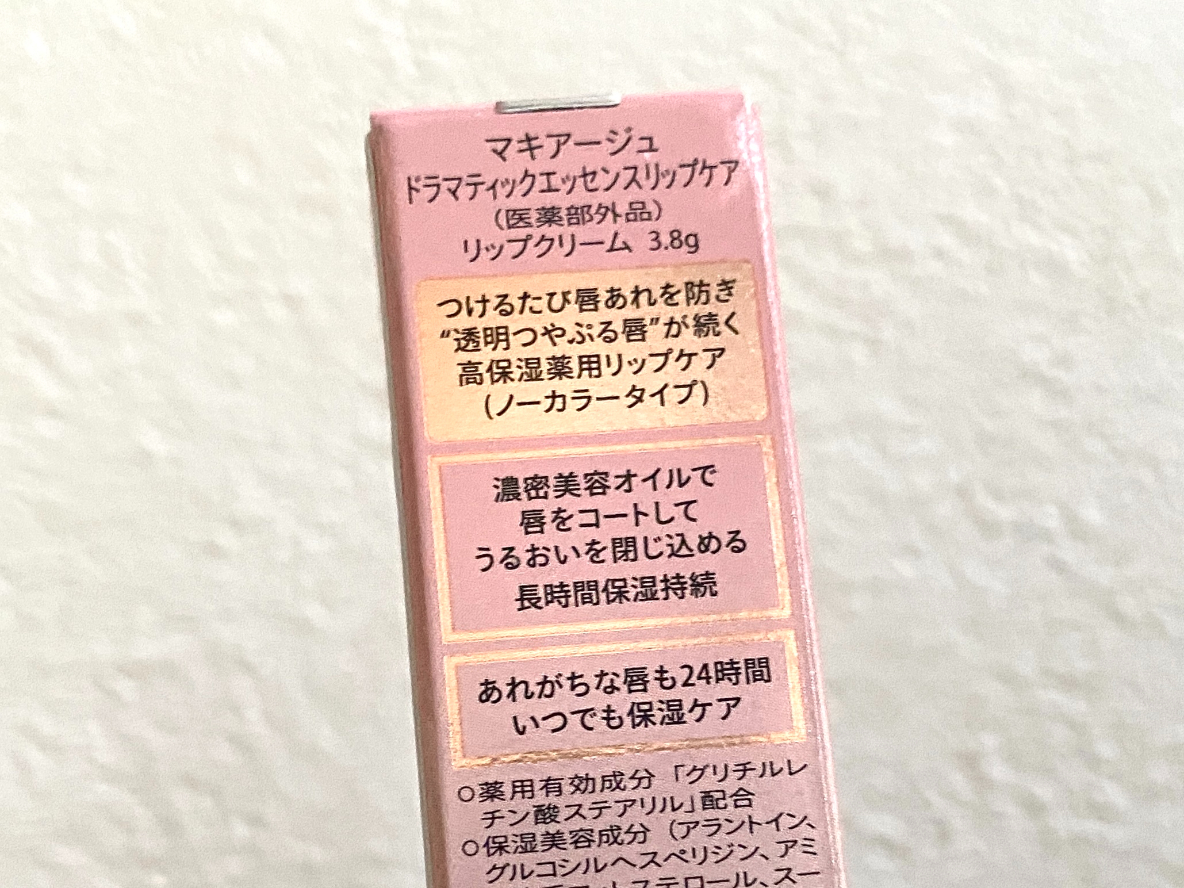 マキアージュ
ドラマティックエッセンスリップケア
（医薬部外品）
リップクリーム 3.8g
つけるたび唇あれを防ぎ
“透明つやぷる唇”が続く
高保湿薬用リップケア
(ノーカラータイプ)
濃密美容オイルで
唇をコートして
うるおいを閉じ込める
長時間保湿持続
あれがちな唇も24時間
いつでも保湿ケア
○薬用有効成分「グリチルレ
チン酸ステアリル」配合
○保湿美容成分（アラントイン、
グルコシルヘスペリジン、アミ
ステロール、スー